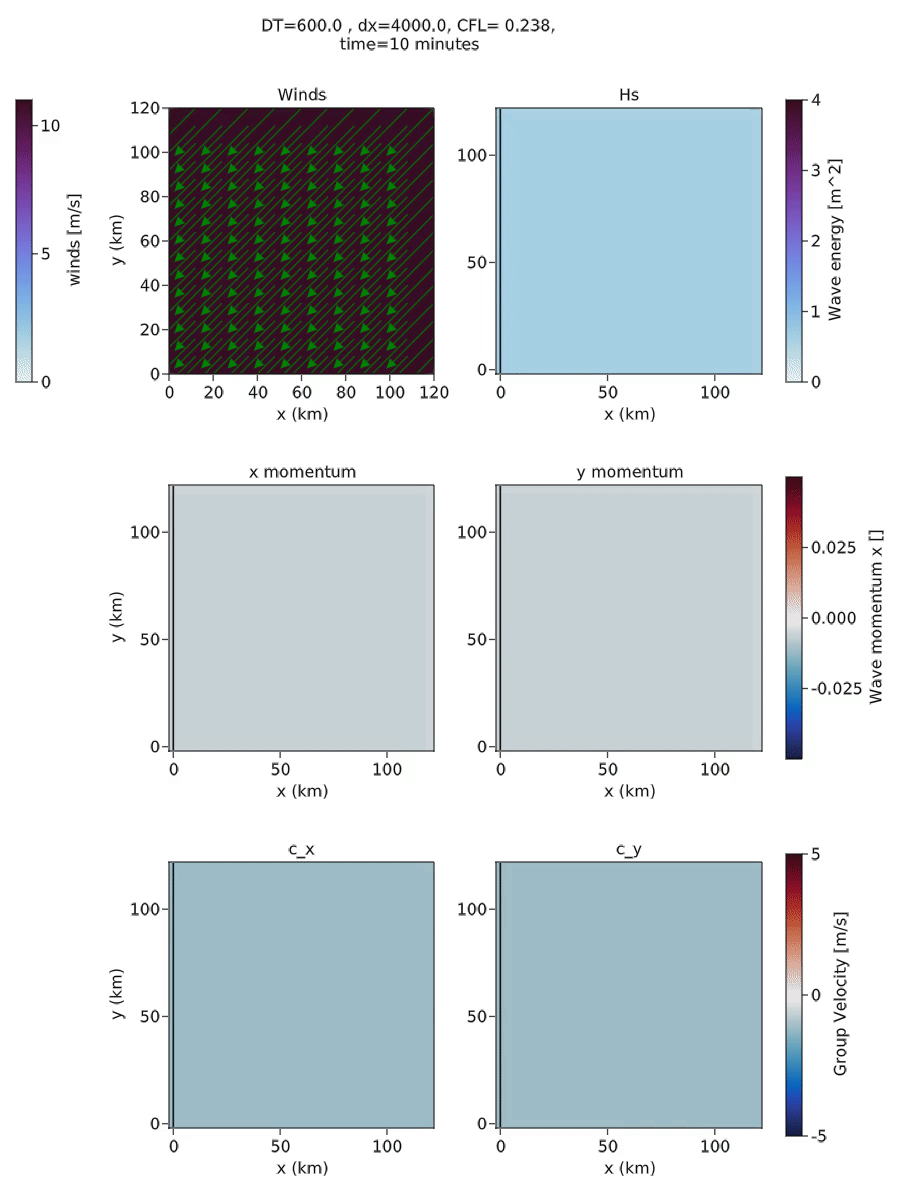 DT=600.0 , dx=4000.0, CFL= 0.238,
time=10 minutes
Winds
10
5
0
winds [m/s]
120
100
80
60
40
20
0
y (km)
0 20 40 60 80 100 120
x (km)
Hs
100
50
0
0 50 100
x (km)
4
3
2
1
0
Wave energy [m^2]
x momentum
100
50
0
y (km)
0 50 100
x (km)
y momentum
100
50
0
0 50 100
x (km)
0.025
0.000
-0.025
Wave momentum x []
c_x
100
50
0
y (km)
0 50 100
x (km)
c_y
100
50
0
0 50 100
x (km)
5
0
-5
Group Velocity [m/s]